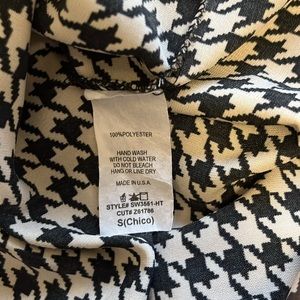 100%POLYESTER
HAND WASH
WITH COLD WATER
DO NOT BLEACH
HANG OR LINE DRY
MADE IN U.S.A.
STYLE# SW3561-HT
CUT# Z61786
S(Chico)